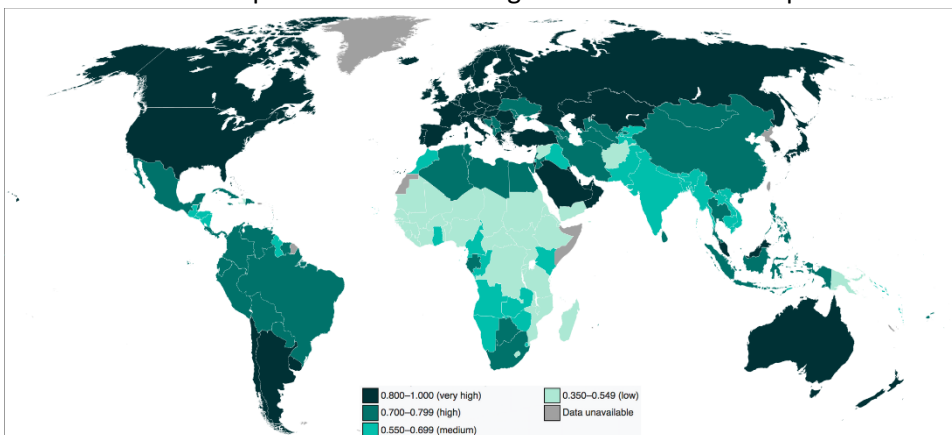 0.800–1.000 (very high)
0.700–0.799 (high)
0.550–0.699 (medium)
0.350–0.549 (low)
Data unavailable